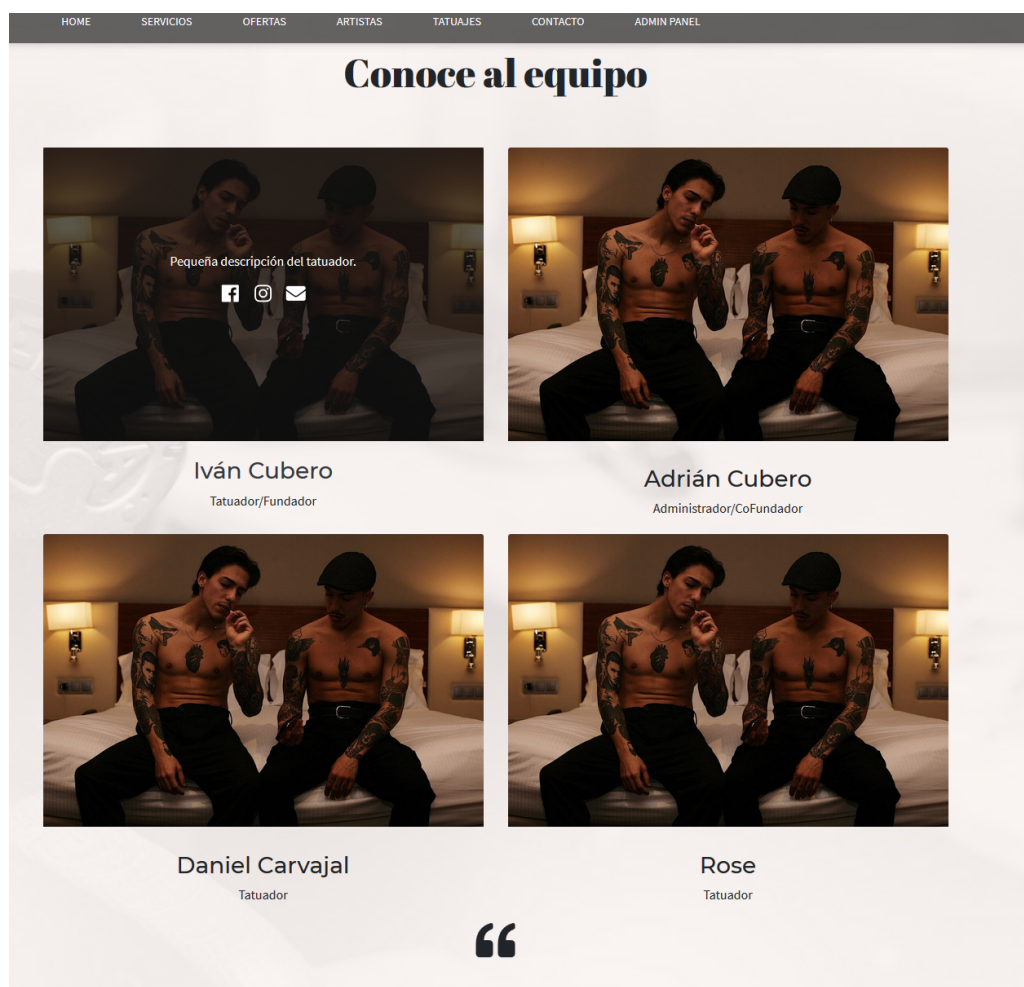 HOME SERVICIOS OFERTAS ARTISTAS TATUAJES CONTACTO ADMIN PANEL
Conoce al equipo
Pequeña descripción del tatuador.
Iván Cubero
Tatuador/Fundador
Adrián Cubero
Administrador/CoFundador
Daniel Carvajal
Tatuador
Rose
Tatuador
“